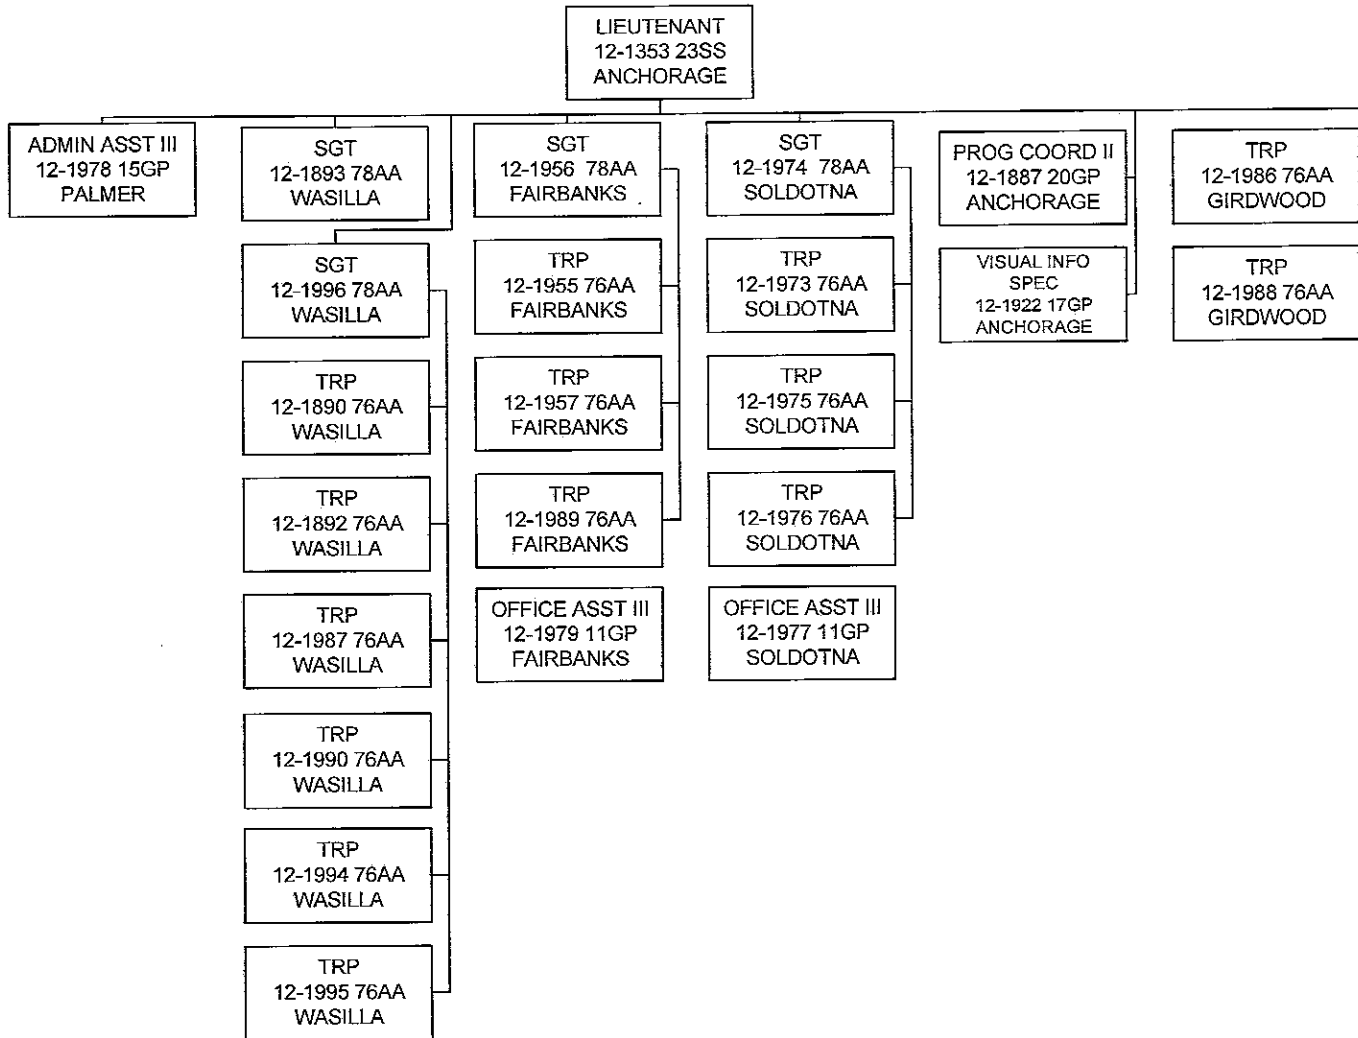 LIEUTENANT
12-1353 23SS
ANCHORAGE
ADMIN ASST III
12-1978 15GP
PALMER
SGT
12-1893 78AA
WASILLA
SGT
12-1996 78AA
WASILLA
TRP
12-1890 76AA
WASILLA
TRP
12-1892 76AA
WASILLA
TRP
12-1987 76AA
WASILLA
TRP
12-1990 76AA
WASILLA
TRP
12-1994 76AA
WASILLA
TRP
12-1995 76AA
WASILLA
SGT
12-1956 78AA
FAIRBANKS
TRP
12-1955 76AA
FAIRBANKS
TRP
12-1957 76AA
FAIRBANKS
TRP
12-1989 76AA
FAIRBANKS
OFFICE ASST III
12-1979 11GP
FAIRBANKS
SGT
12-1974 78AA
SOLDOTNA
TRP
12-1973 76AA
SOLDOTNA
TRP
12-1975 76AA
SOLDOTNA
TRP
12-1976 76AA
SOLDOTNA
OFFICE ASST III
12-1977 11GP
SOLDOTNA
PROG COORD II
12-1887 20GP
ANCHORAGE
VISUAL INFO
SPEC
12-1922 17GP
ANCHORAGE
TRP
12-1986 76AA
GIRDWOOD
TRP
12-1988 76AA
GIRDWOOD